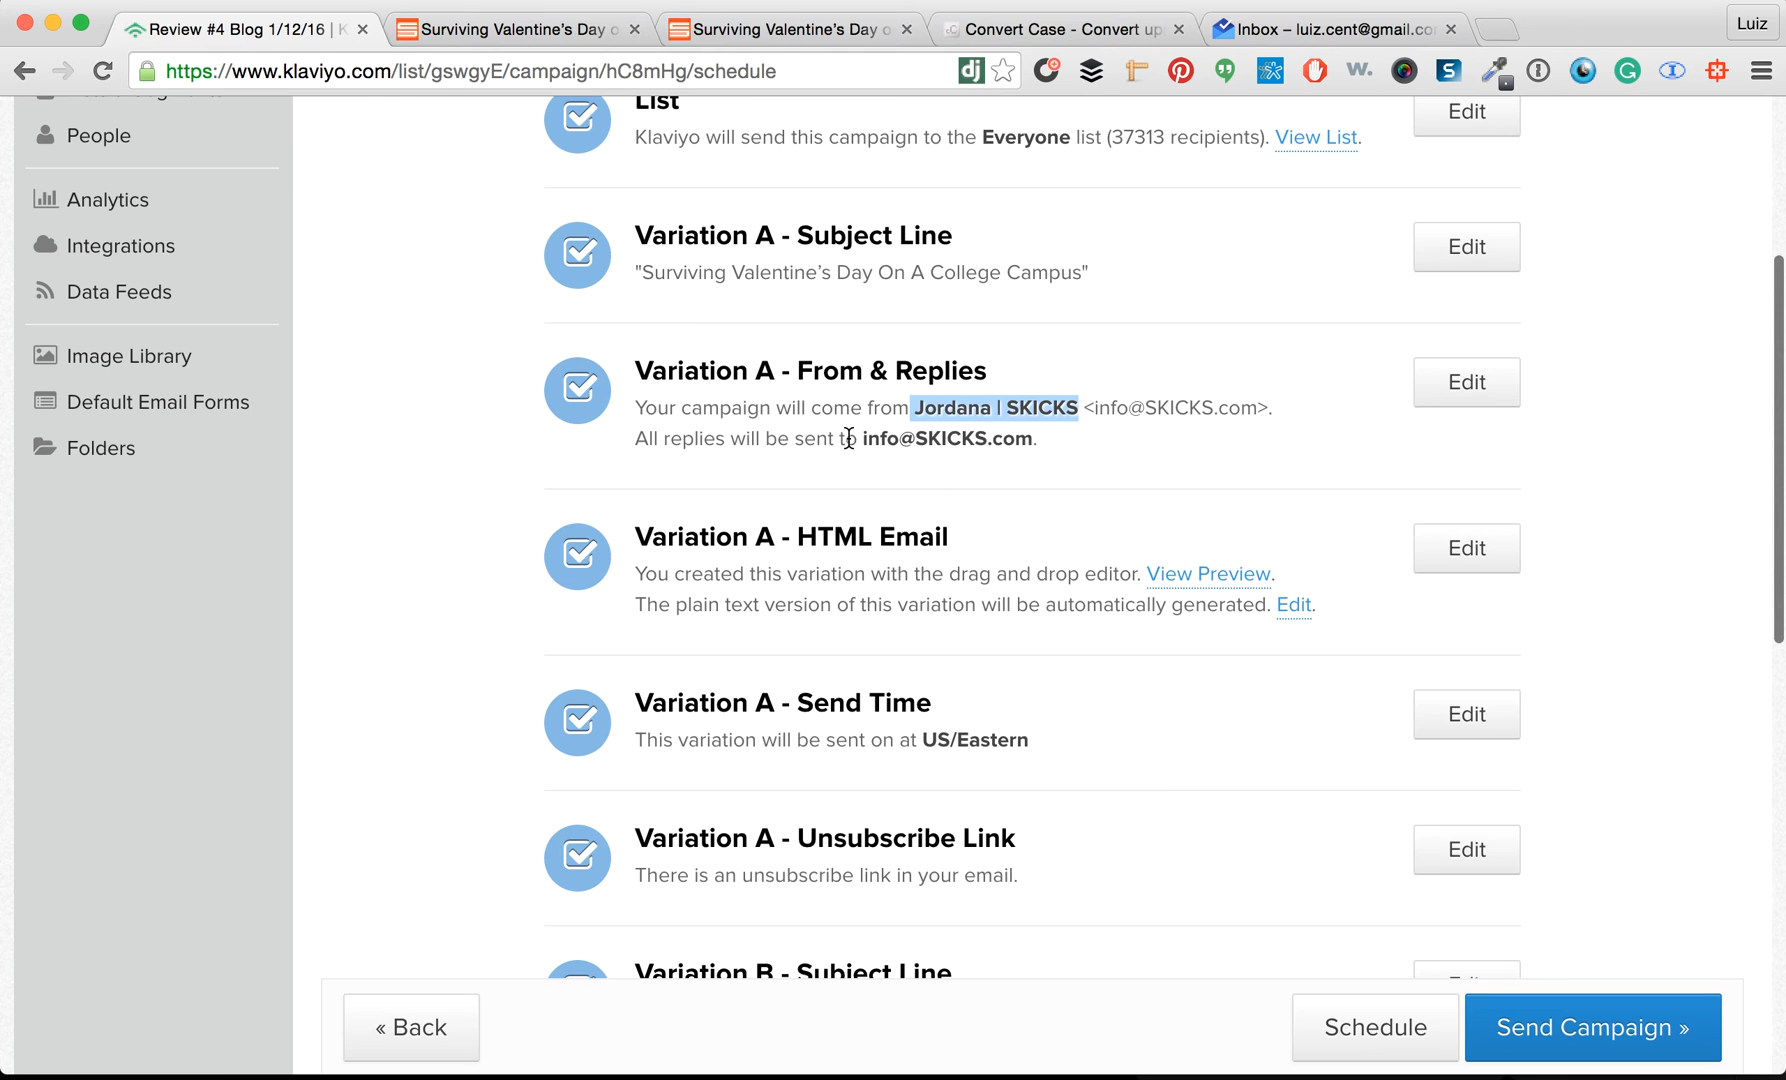 Review #4 Blog 1/12/16 | K
Surviving Valentine's Day o
Surviving Valentine's Day o
Convert Case - Convert up
Inbox – luiz.cent@gmail.co
Luiz
https://www.klaviyo.com/list/gswgyE/campaign/hC8mHg/schedule
People
Analytics
Integrations
Data Feeds
Image Library
Default Email Forms
Folders
List
Edit
Klaviyo will send this campaign to the Everyone list (37313 recipients). View List.
Variation A - Subject Line
Edit
"Surviving Valentine's Day On A College Campus"
Variation A - From & Replies
Edit
Your campaign will come from Jordana | SKICKS <info@SKICKS.com>.
All replies will be sent to info@SKICKS.com.
Variation A - HTML Email
Edit
You created this variation with the drag and drop editor. View Preview.
The plain text version of this variation will be automatically generated. Edit.
Variation A - Send Time
Edit
This variation will be sent on at US/Eastern
Variation A - Unsubscribe Link
Edit
There is an unsubscribe link in your email.
Variation B - Subject Line
« Back
Schedule
Send Campaign »